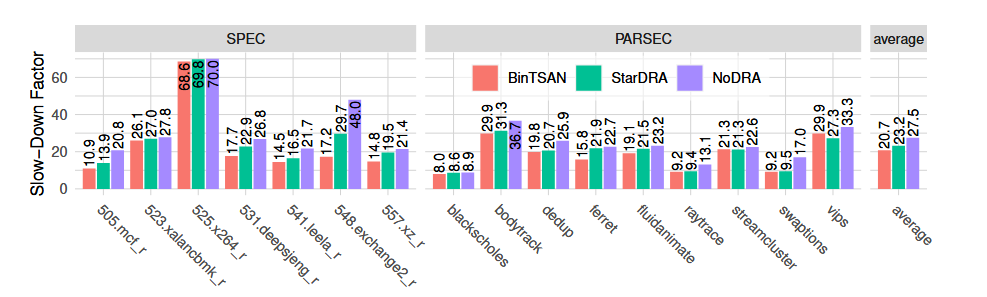 SPEC PARSEC average
Slow-Down Factor
60
40
20
0
BinTSAN StarDRA NoDRA
10.9 13.9 20.8
26.1 27.0 27.8
68.6 69.8 70.0
17.7 22.9 26.8
14.5 16.5 21.7
17.2 29.7 48.0
14.8 19.5 21.4
8.0 8.6 8.9
29.9 31.3 36.7
19.8 20.7 25.9
15.8 21.9 22.7
19.1 21.5 23.2
9.2 9.4 13.1
21.3 21.3 22.6
9.2 9.5 17.0
29.9 27.3 33.3
20.7 23.2 27.5
505.mcf_r
523.xalancbmk_r
525.x264_r
531.deepsjeng_r
541.leela_r
548.exchange2_r
557.xz_r
blackscholes
bodytrack
dedup
ferret
fluidanimate
raytrace
streamcluster
swaptions
vips
average